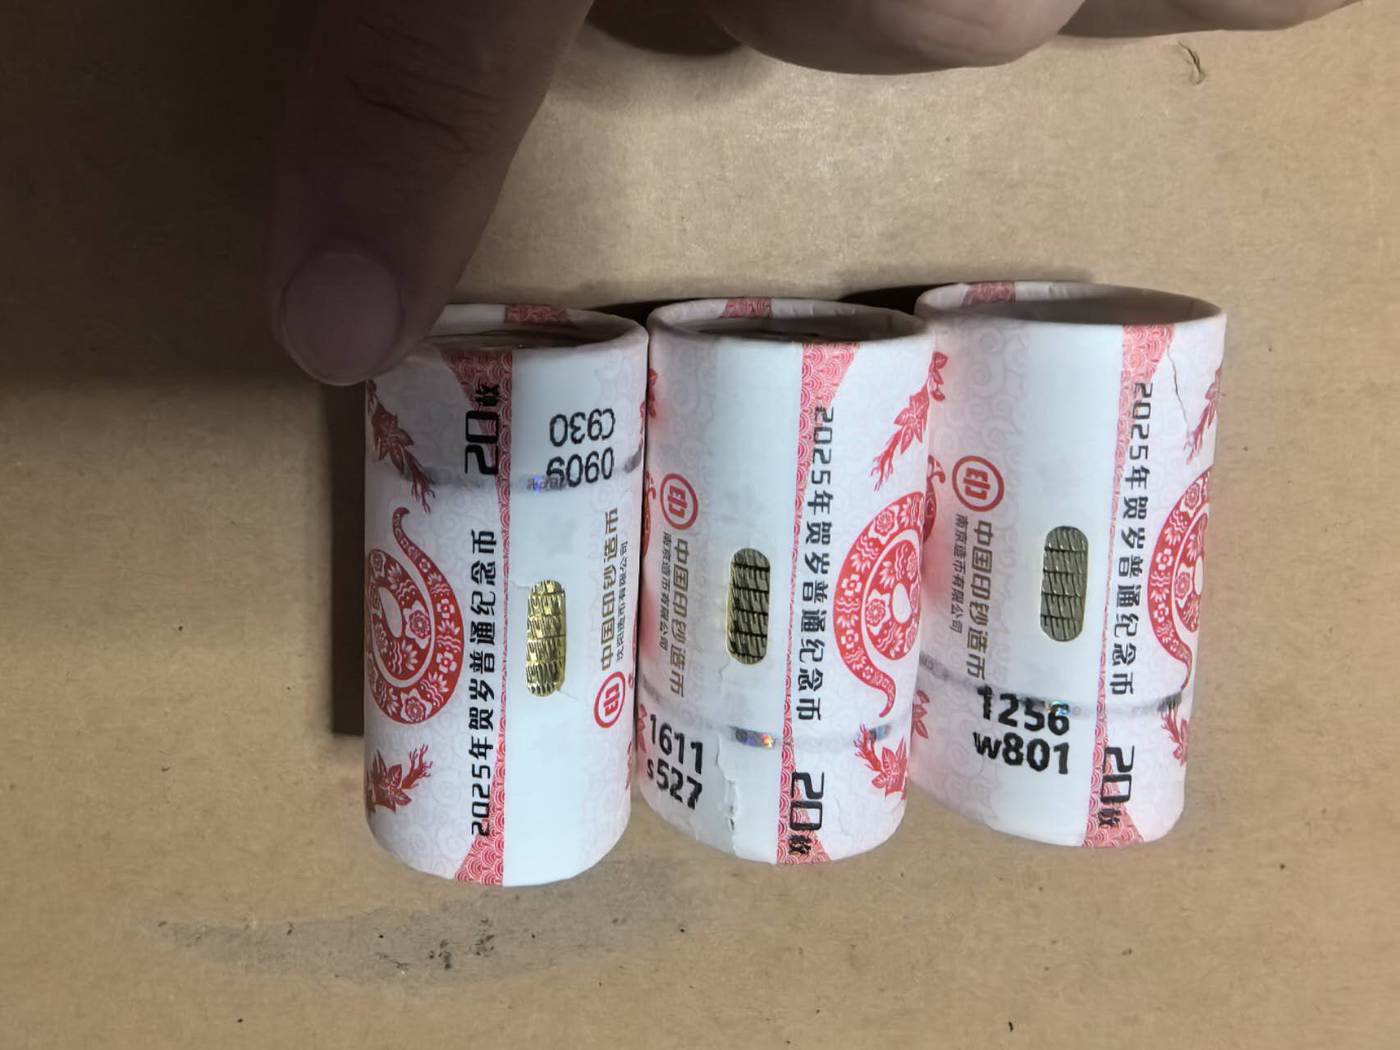 20枚
2025年贺岁普通纪念币
C930
0909
中国印钞造币
沈阳造币有限公司
中国印钞造币
南京造币有限公司
1611
s527
2025年贺岁普通纪念币
20枚
中国印钞造币
南京造币有限公司
1256
w801
2025年贺岁普通纪念币
20枚